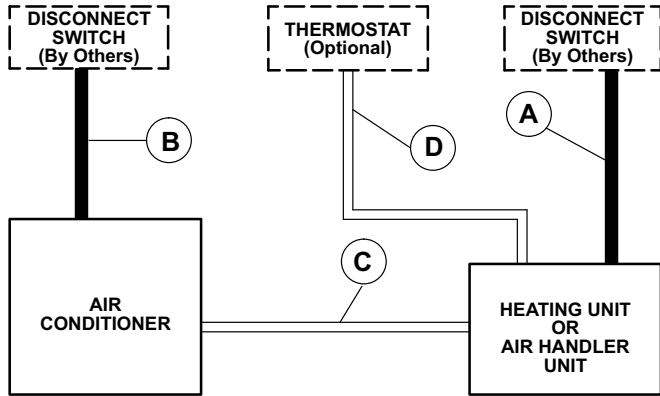 DISCONNECT
SWITCH
(By Others)
THERMOSTAT
(Optional)
DISCONNECT
SWITCH
(By Others)
B
D
A
C
AIR
CONDITIONER
HEATING UNIT
OR
AIR HANDLER
UNIT